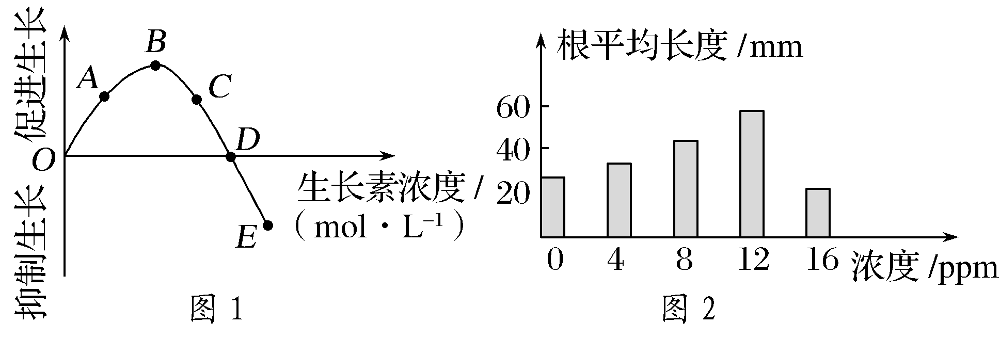 促进生长
抑制生长
A
B
C
D
E
O
生长素浓度/
(mol·L⁻¹)
图 1
根平均长度/mm
60
40
20
0 4 8 12 16 浓度/ppm
图 2